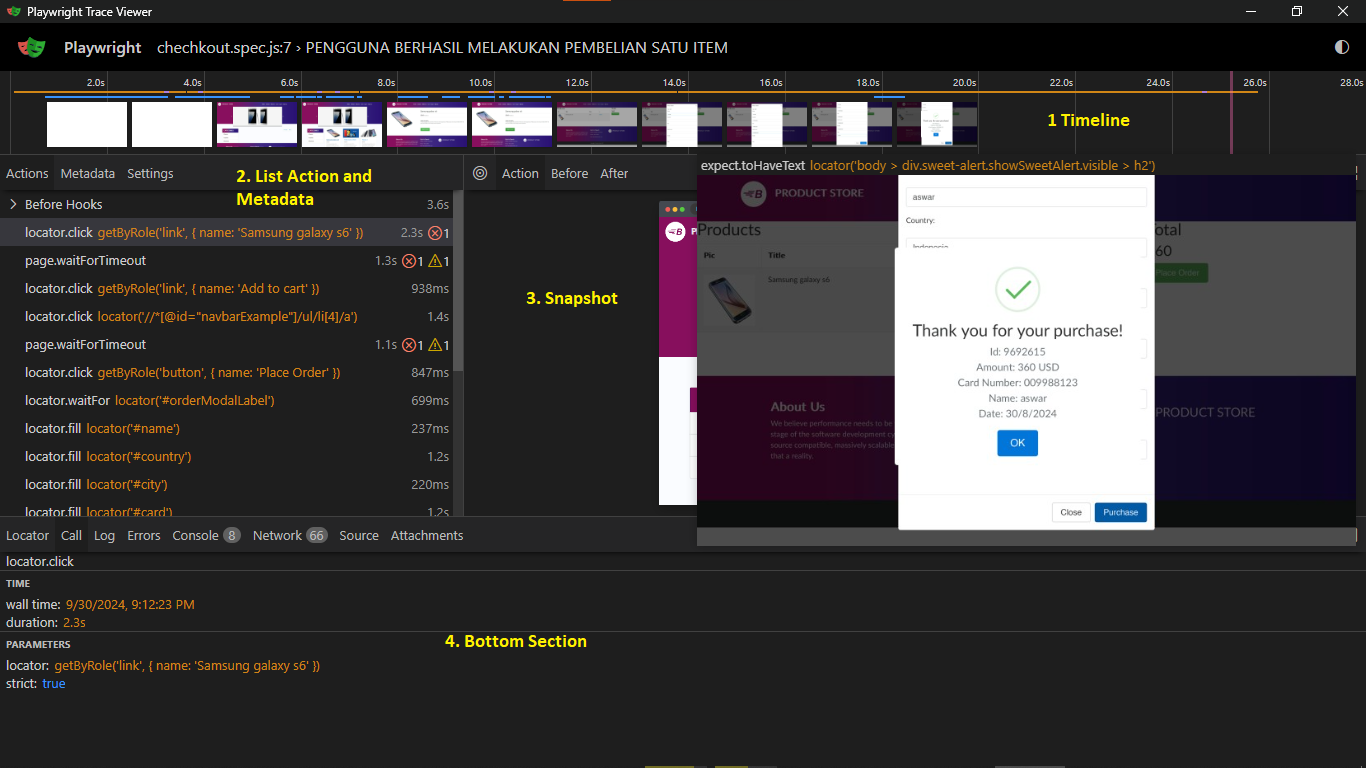 Playwright Trace Viewer
Playwright chechkout.spec.js:7 › PENGGUNA BERHASIL MELAKUKAN PEMBELIAN SATU ITEM
2.0s 4.0s 6.0s 8.0s 10.0s 12.0s 14.0s 16.0s 18.0s 20.0s 22.0s 24.0s 26.0s 28.0s
1 Timeline
Actions Metadata Settings
2. List Action and
Metadata
Before Hooks 3.6s
locator.click getByRole('link', { name: 'Samsung galaxy s6' }) 2.3s 1
page.waitForTimeout 1.3s 1 1
locator.click getByRole('link', { name: 'Add to cart' }) 938ms
locator.click locator('//*[@id="navbarExample"]/ul/li[4]/a') 1.4s
page.waitForTimeout 1.1s 1 1
locator.click getByRole('button', { name: 'Place Order' }) 847ms
locator.waitFor locator('#orderModalLabel') 699ms
locator.fill locator('#name') 237ms
locator.fill locator('#country') 1.2s
locator.fill locator('#city') 220ms
locator.fill locator('#card') 1.2s
Action Before After
3. Snapshot
expect.toHaveText locator('body > div.sweet-alert.showSweetAlert.visible > h2')
PRODUCT STORE
Products
Pic Title
Samsung galaxy s6
aswar
Country:
Indonesia
otal
60
Place Order
Thank you for your purchase!
Id: 9692615
Amount: 360 USD
Card Number: 009988123
Name: aswar
Date: 30/8/2024
OK
About Us
We believe performance needs to be
stage of the software development cy
source compatible, massively scalable
that a reality.
PRODUCT STORE
Close Purchase
Locator Call Log Errors Console 8 Network 66 Source Attachments
locator.click
TIME
wall time: 9/30/2024, 9:12:23 PM
duration: 2.3s
PARAMETERS
locator: getByRole('link', { name: 'Samsung galaxy s6' })
strict: true
4. Bottom Section